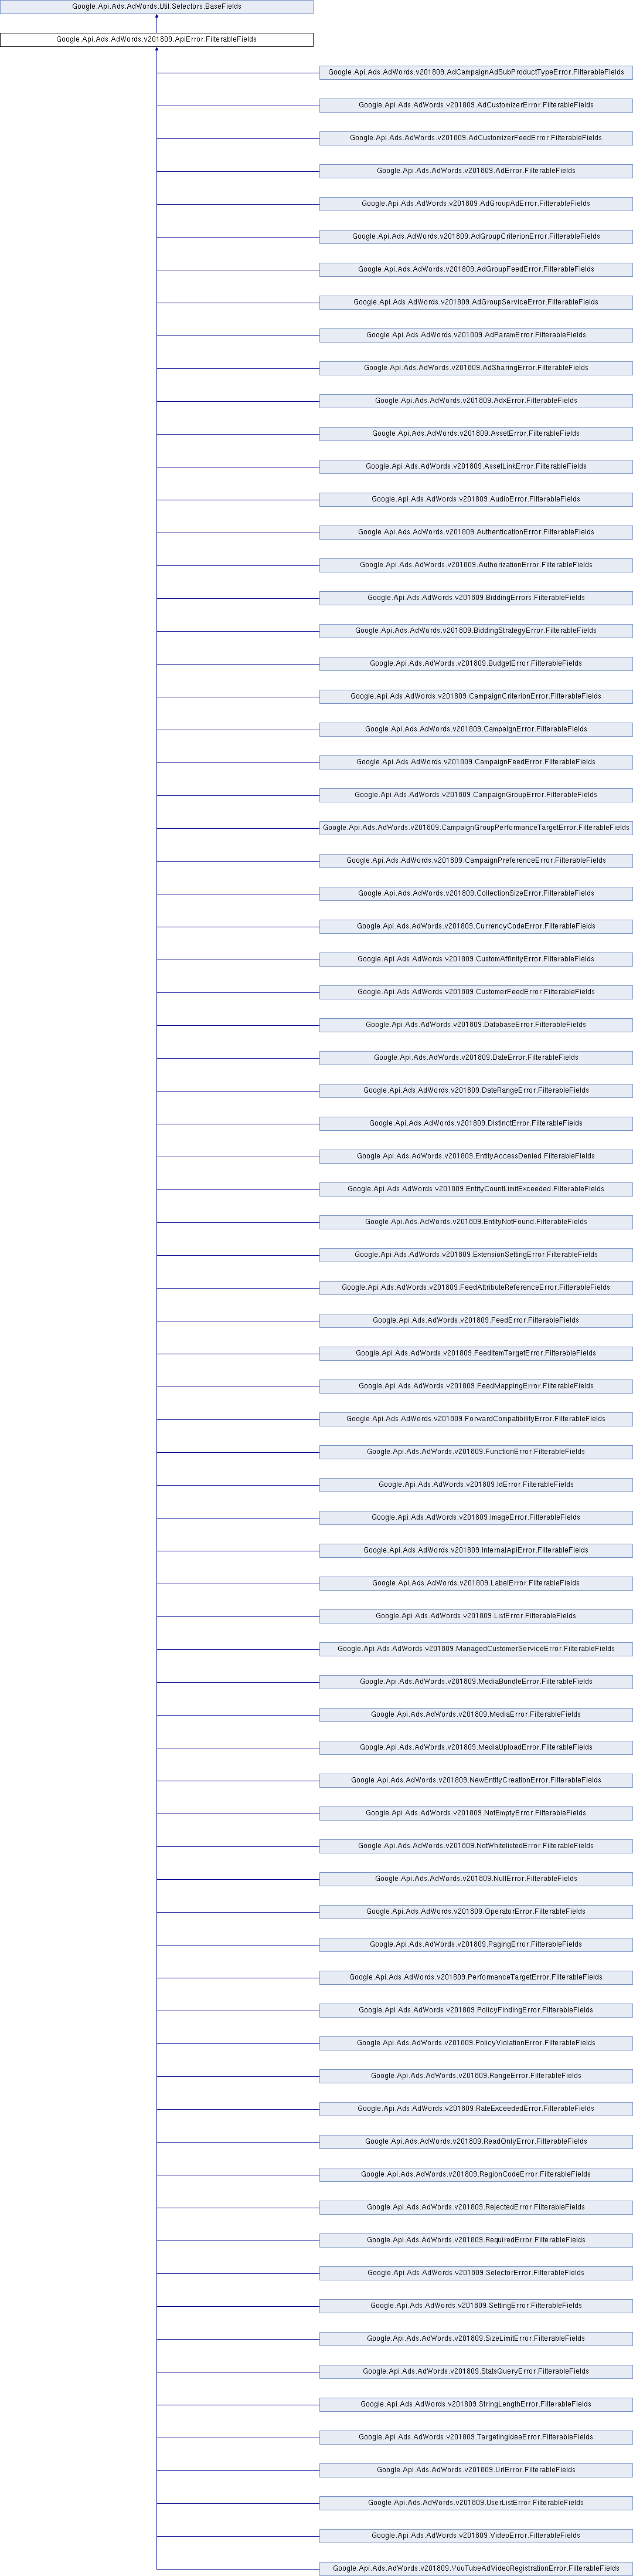 Google.Api.Ads.AdWords.Util.Selectors.BaseFields
Google.Api.Ads.AdWords.v201809.ApiError.FilterableFields
Google.Api.Ads.AdWords.v201809.AdCampaignAdSubProductTypeError.FilterableFields
Google.Api.Ads.AdWords.v201809.AdCustomizerError.FilterableFields
Google.Api.Ads.AdWords.v201809.AdCustomizerFeedError.FilterableFields
Google.Api.Ads.AdWords.v201809.AdError.FilterableFields
Google.Api.Ads.AdWords.v201809.AdGroupAdError.FilterableFields
Google.Api.Ads.AdWords.v201809.AdGroupCriterionError.FilterableFields
Google.Api.Ads.AdWords.v201809.AdGroupFeedError.FilterableFields
Google.Api.Ads.AdWords.v201809.AdGroupServiceError.FilterableFields
Google.Api.Ads.AdWords.v201809.AdParamError.FilterableFields
Google.Api.Ads.AdWords.v201809.AdSharingError.FilterableFields
Google.Api.Ads.AdWords.v201809.AdxError.FilterableFields
Google.Api.Ads.AdWords.v201809.AssetError.FilterableFields
Google.Api.Ads.AdWords.v201809.AssetLinkError.FilterableFields
Google.Api.Ads.AdWords.v201809.AudioError.FilterableFields
Google.Api.Ads.AdWords.v201809.AuthenticationError.FilterableFields
Google.Api.Ads.AdWords.v201809.AuthorizationError.FilterableFields
Google.Api.Ads.AdWords.v201809.BiddingErrors.FilterableFields
Google.Api.Ads.AdWords.v201809.BiddingStrategyError.FilterableFields
Google.Api.Ads.AdWords.v201809.BudgetError.FilterableFields
Google.Api.Ads.AdWords.v201809.CampaignCriterionError.FilterableFields
Google.Api.Ads.AdWords.v201809.CampaignError.FilterableFields
Google.Api.Ads.AdWords.v201809.CampaignFeedError.FilterableFields
Google.Api.Ads.AdWords.v201809.CampaignGroupError.FilterableFields
Google.Api.Ads.AdWords.v201809.CampaignGroupPerformanceTargetError.FilterableFields
Google.Api.Ads.AdWords.v201809.CampaignPreferenceError.FilterableFields
Google.Api.Ads.AdWords.v201809.CollectionSizeError.FilterableFields
Google.Api.Ads.AdWords.v201809.CurrencyCodeError.FilterableFields
Google.Api.Ads.AdWords.v201809.CustomAffinityError.FilterableFields
Google.Api.Ads.AdWords.v201809.CustomerFeedError.FilterableFields
Google.Api.Ads.AdWords.v201809.DatabaseError.FilterableFields
Google.Api.Ads.AdWords.v201809.DateError.FilterableFields
Google.Api.Ads.AdWords.v201809.DateRangeError.FilterableFields
Google.Api.Ads.AdWords.v201809.DistinctError.FilterableFields
Google.Api.Ads.AdWords.v201809.EntityAccessDenied.FilterableFields
Google.Api.Ads.AdWords.v201809.EntityCountLimitExceeded.FilterableFields
Google.Api.Ads.AdWords.v201809.EntityNotFound.FilterableFields
Google.Api.Ads.AdWords.v201809.ExtensionSettingError.FilterableFields
Google.Api.Ads.AdWords.v201809.FeedAttributeReferenceError.FilterableFields
Google.Api.Ads.AdWords.v201809.FeedError.FilterableFields
Google.Api.Ads.AdWords.v201809.FeedItemTargetError.FilterableFields
Google.Api.Ads.AdWords.v201809.FeedMappingError.FilterableFields
Google.Api.Ads.AdWords.v201809.ForwardCompatibilityError.FilterableFields
Google.Api.Ads.AdWords.v201809.FunctionError.FilterableFields
Google.Api.Ads.AdWords.v201809.IdError.FilterableFields
Google.Api.Ads.AdWords.v201809.ImageError.FilterableFields
Google.Api.Ads.AdWords.v201809.InternalApiError.FilterableFields
Google.Api.Ads.AdWords.v201809.LabelError.FilterableFields
Google.Api.Ads.AdWords.v201809.ListError.FilterableFields
Google.Api.Ads.AdWords.v201809.ManagedCustomerServiceError.FilterableFields
Google.Api.Ads.AdWords.v201809.MediaBundleError.FilterableFields
Google.Api.Ads.AdWords.v201809.MediaError.FilterableFields
Google.Api.Ads.AdWords.v201809.MediaUploadError.FilterableFields
Google.Api.Ads.AdWords.v201809.NewEntityCreationError.FilterableFields
Google.Api.Ads.AdWords.v201809.NotEmptyError.FilterableFields
Google.Api.Ads.AdWords.v201809.NotWhitelistedError.FilterableFields
Google.Api.Ads.AdWords.v201809.NullError.FilterableFields
Google.Api.Ads.AdWords.v201809.OperatorError.FilterableFields
Google.Api.Ads.AdWords.v201809.PagingError.FilterableFields
Google.Api.Ads.AdWords.v201809.PerformanceTargetError.FilterableFields
Google.Api.Ads.AdWords.v201809.PolicyFindingError.FilterableFields
Google.Api.Ads.AdWords.v201809.PolicyViolationError.FilterableFields
Google.Api.Ads.AdWords.v201809.RangeError.FilterableFields
Google.Api.Ads.AdWords.v201809.RateExceededError.FilterableFields
Google.Api.Ads.AdWords.v201809.ReadOnlyError.FilterableFields
Google.Api.Ads.AdWords.v201809.RegionCodeError.FilterableFields
Google.Api.Ads.AdWords.v201809.RejectedError.FilterableFields
Google.Api.Ads.AdWords.v201809.RequiredError.FilterableFields
Google.Api.Ads.AdWords.v201809.SelectorError.FilterableFields
Google.Api.Ads.AdWords.v201809.SettingError.FilterableFields
Google.Api.Ads.AdWords.v201809.SizeLimitError.FilterableFields
Google.Api.Ads.AdWords.v201809.StatsQueryError.FilterableFields
Google.Api.Ads.AdWords.v201809.StringLengthError.FilterableFields
Google.Api.Ads.AdWords.v201809.TargetingIdeaError.FilterableFields
Google.Api.Ads.AdWords.v201809.UrlError.FilterableFields
Google.Api.Ads.AdWords.v201809.UserListError.FilterableFields
Google.Api.Ads.AdWords.v201809.VideoError.FilterableFields
Google.Api.Ads.AdWords.v201809.YouTubeAdVideoRegistrationError.FilterableFields